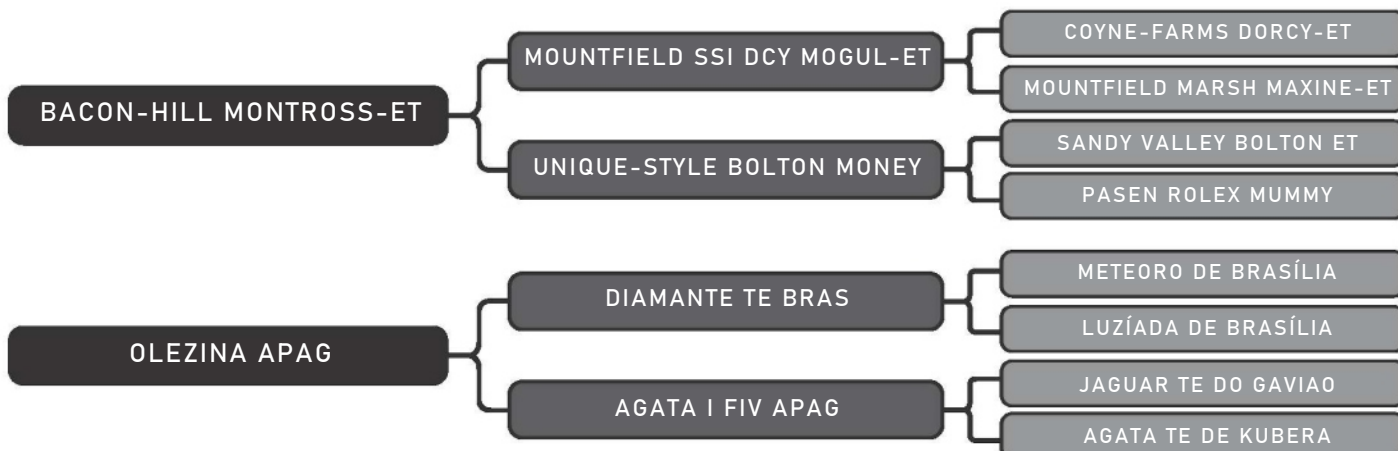 BACON-HILL MONTROSS-ET
MOUNTFIELD SSI DCY MOGUL-ET
COYNE-FARMS DORCY-ET
MOUNTFIELD MARSH MAXINE-ET
UNIQUE-STYLE BOLTON MONEY
SANDY VALLEY BOLTON ET
PASEN ROLEX MUMMY
OLEZINA APAG
DIAMANTE TE BRAS
METEORO DE BRASÍLIA
LUZÍADA DE BRASÍLIA
AGATA I FIV APAG
JAGUAR TE DO GAVIAO
AGATA TE DE KUBERA